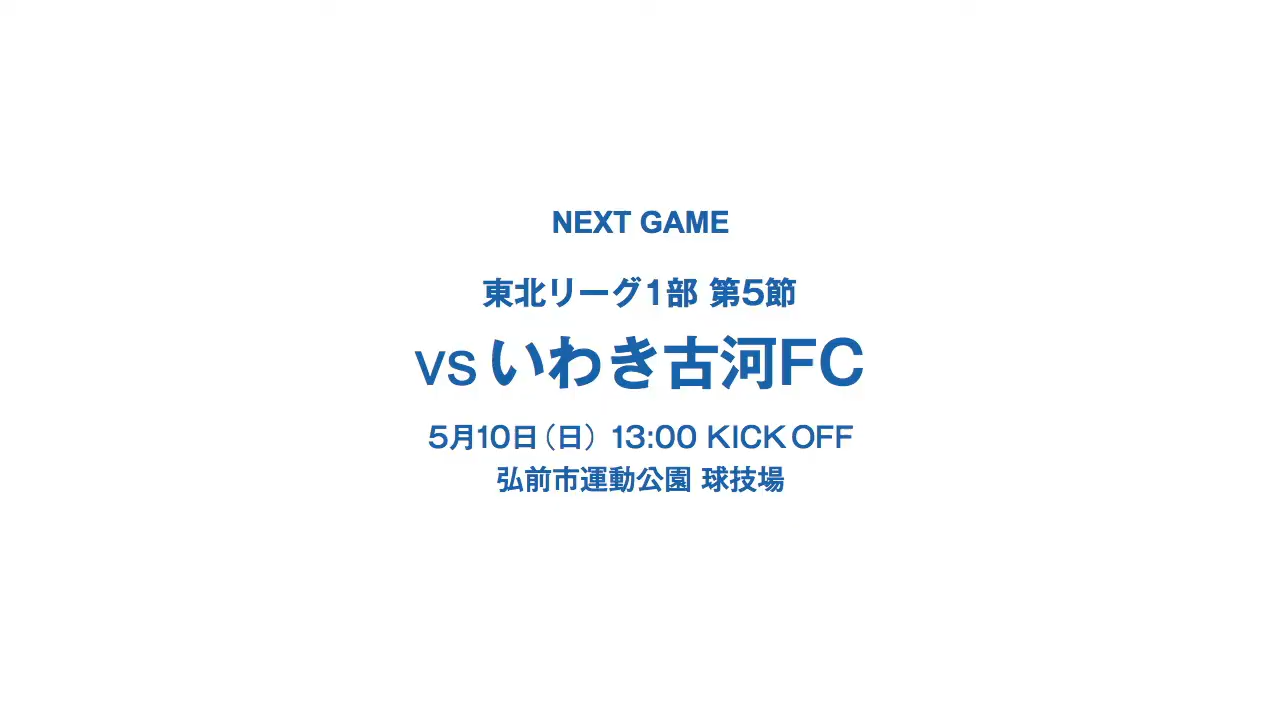 NEXT GAME
東北リーグ1部 第5節
VS いわき古河FC
5月10日（日） 13:00 KICK OFF
弘前市運動公園 球技場